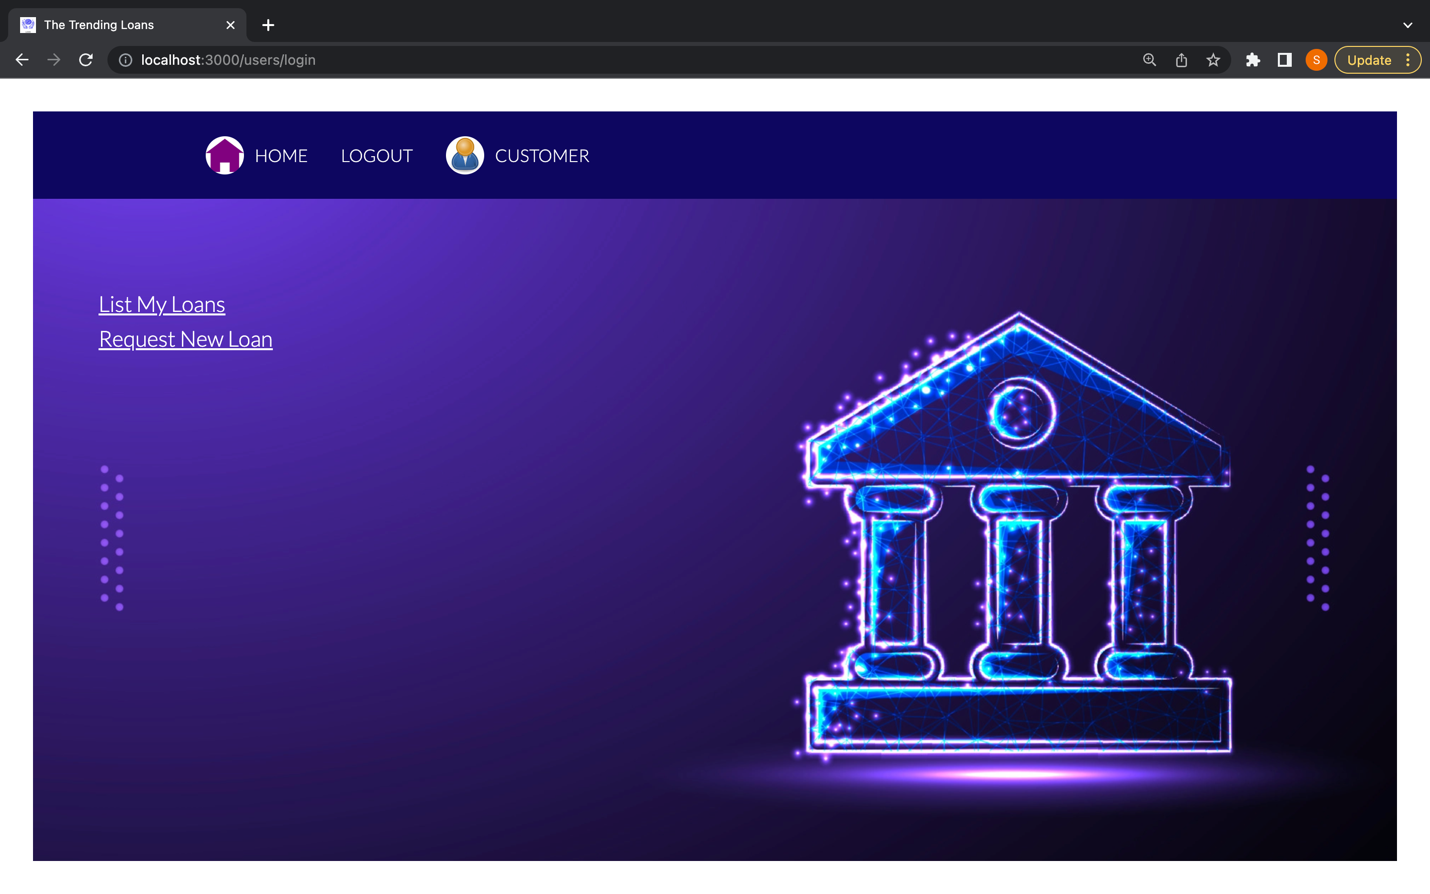 The Trending Loans
localhost:3000/users/login
S
Update
HOME LOGOUT CUSTOMER
List My Loans
Request New Loan